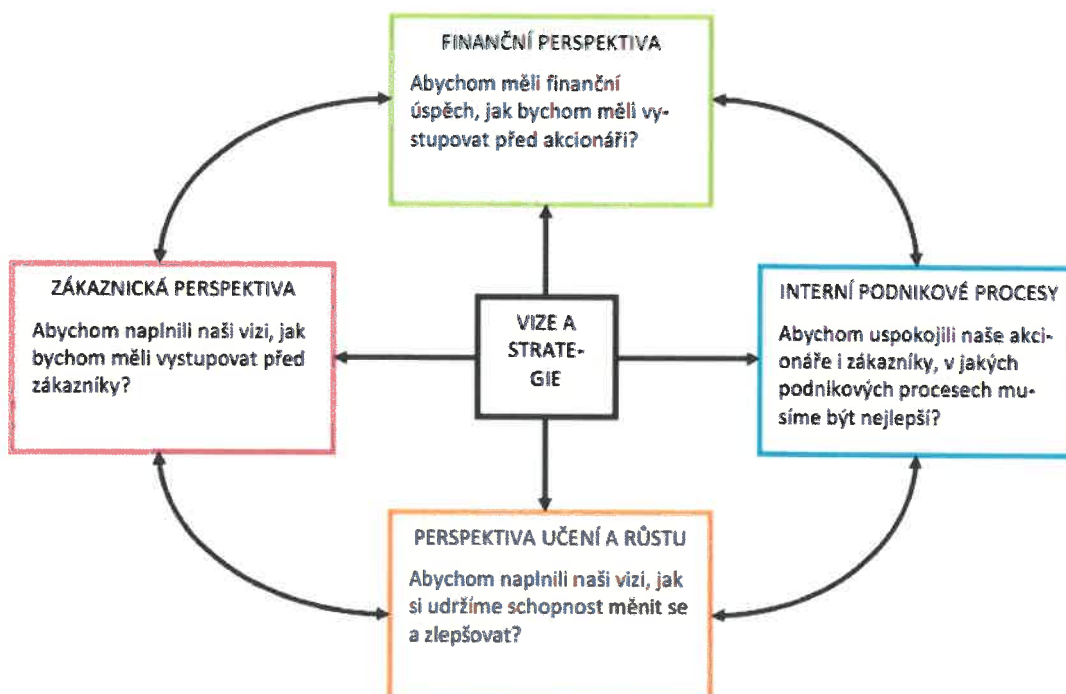 FINANČNÍ PERSPEKTIVA
Abychom měli finanční
úspěch, jak bychom měli vy-
stupovat před akcionáři?
ZÁKAZNICKÁ PERSPEKTIVA
Abychom naplnili naši vizi, jak
bychom měli vystupovat před
zákazníky?
VIZE A
STRATE-
GIE
INTERNÍ PODNIKOVÉ PROCESY
Abychom uspokojili naše akci-
onáře i zákazníky, v jakých
podnikových procesech mu-
síme být nejlepší?
PERSPEKTIVA UČENÍ A RŮSTU
Abychom naplnili naši vizi, jak
si udržíme schopnost měnit se
a zlepšovat?